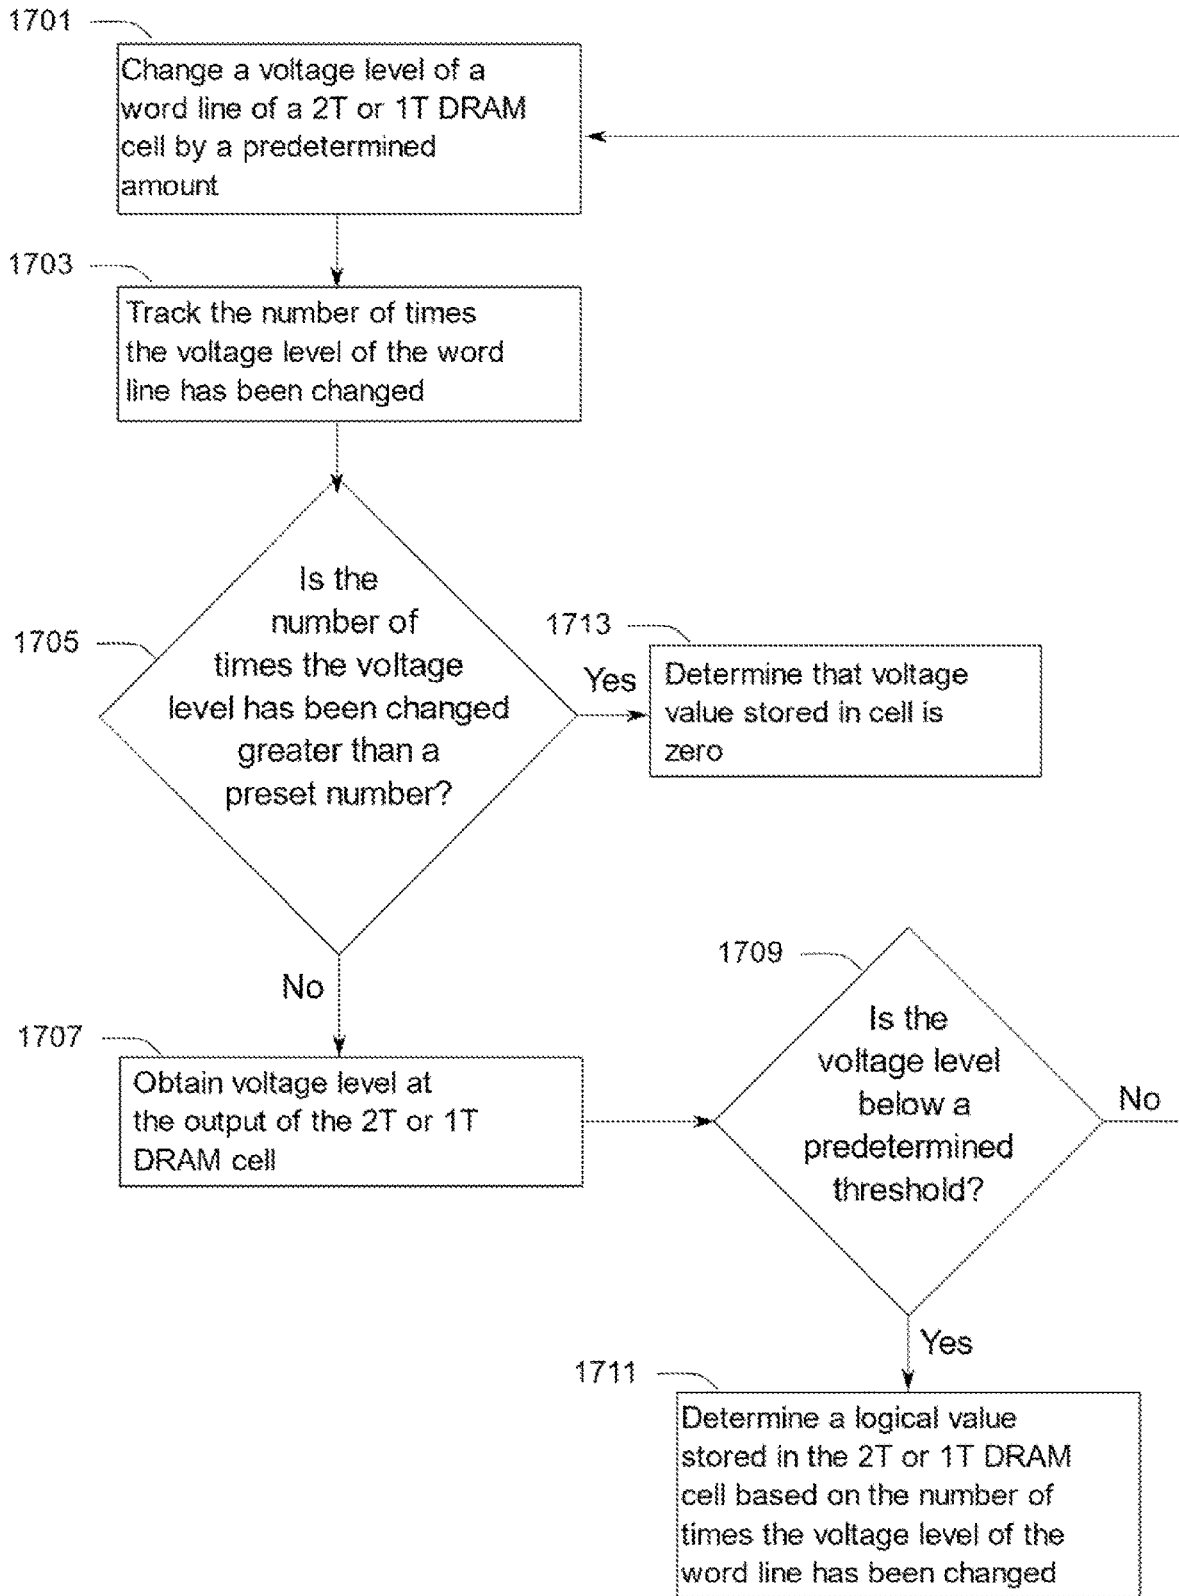 1701
Change a voltage level of a
word line of a 2T or 1T DRAM
cell by a predetermined
amount
1703
Track the number of times
the voltage level of the word
line has been changed
1705
Is the
number of
times the voltage
level has been changed
greater than a
preset number?
Yes
1713
Determine that voltage
value stored in cell is
zero
No
1707
Obtain voltage level at
the output of the 2T or 1T
DRAM cell
1709
Is the
voltage level
below a
predetermined
threshold?
No
Yes
1711
Determine a logical value
stored in the 2T or 1T DRAM
cell based on the number of
times the voltage level of the
word line has been changed